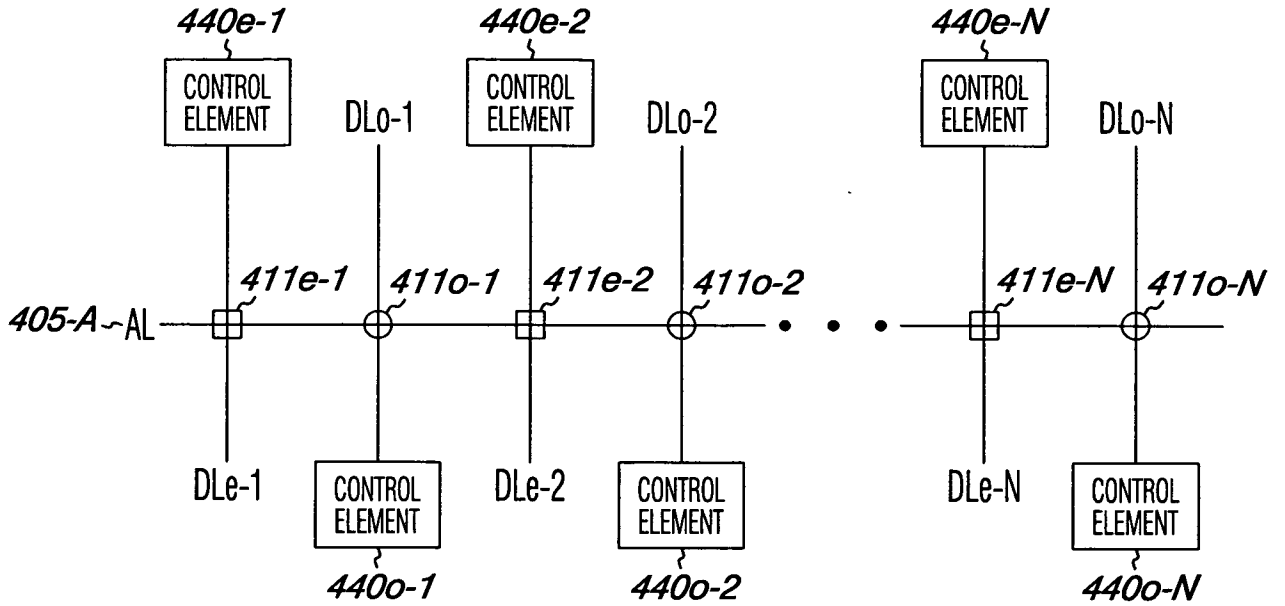 440e-1 440e-2 440e-N
CONTROL ELEMENT CONTROL ELEMENT CONTROL ELEMENT
DLo-1 DLo-2 DLo-N
411e-1 411o-1 411e-2 411o-2 411e-N 411o-N
405-A AL
DLe-1 DLe-2 DLe-N
CONTROL ELEMENT CONTROL ELEMENT CONTROL ELEMENT
440o-1 440o-2 440o-N